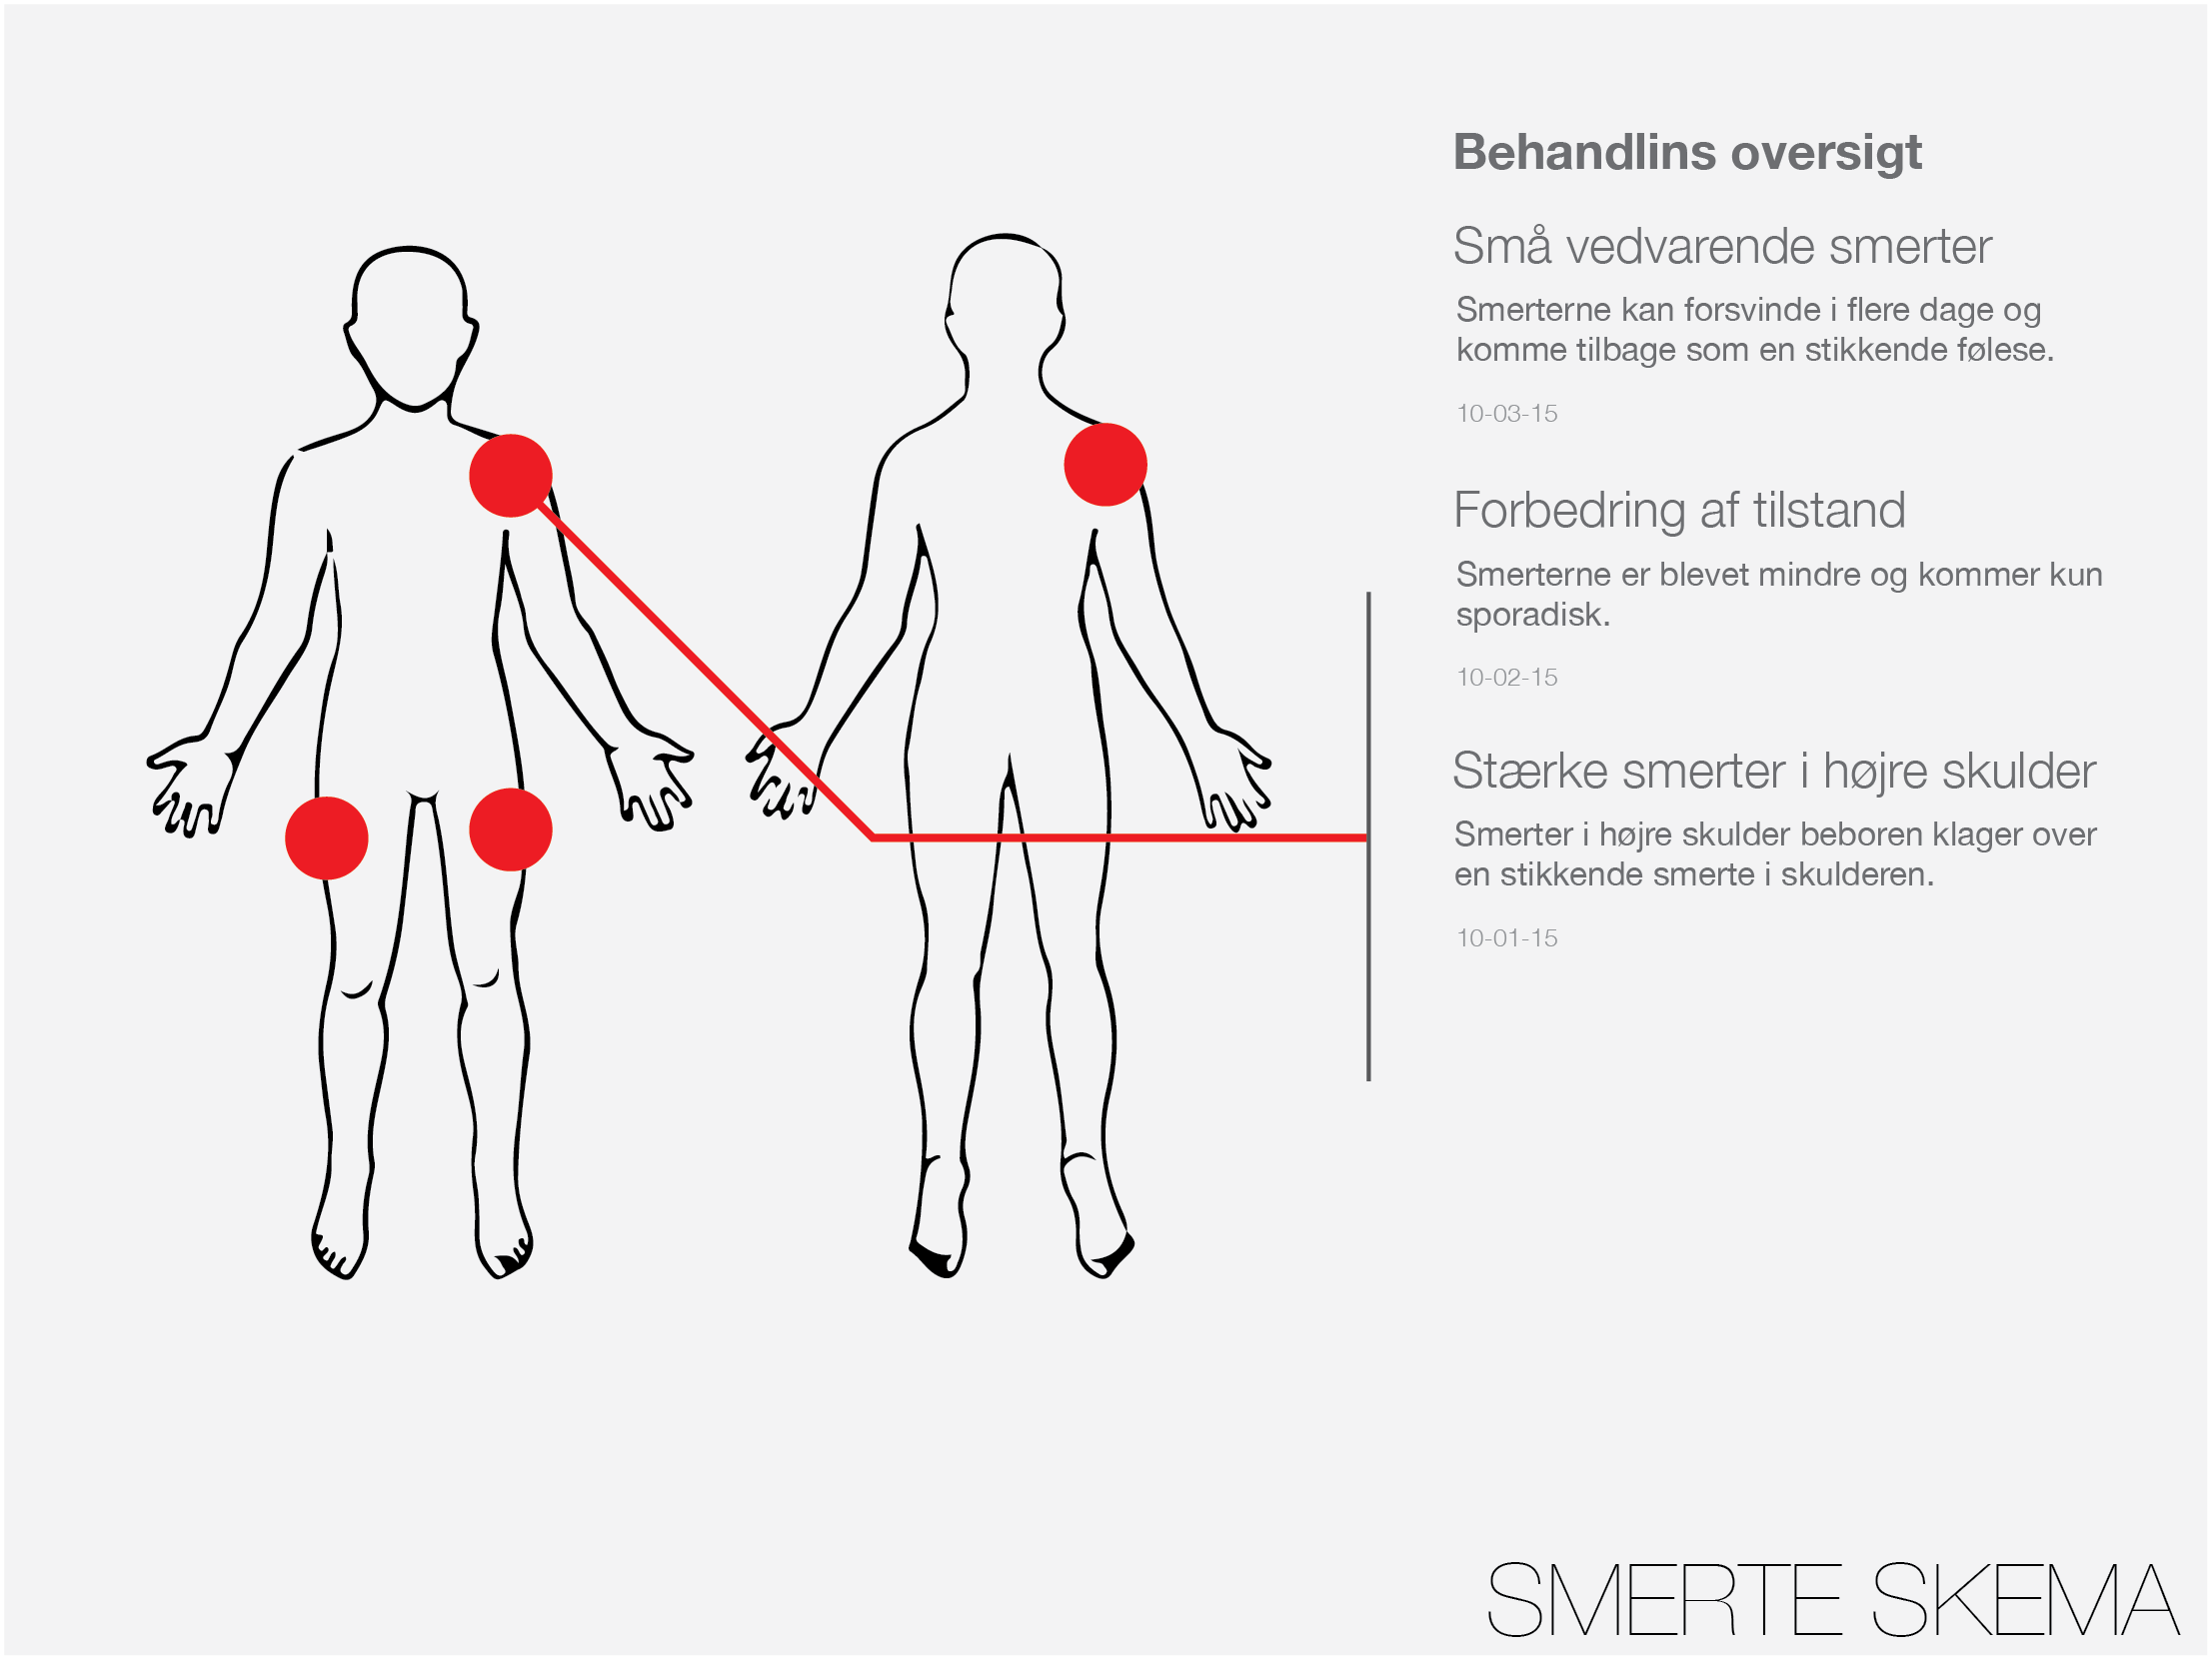 Behandlins oversigt
Små vedvarende smerter
Smerterne kan forsvinde i flere dage og
komme tilbage som en stikkende følese.
10-03-15
Forbedring af tilstand
Smerterne er blevet mindre og kommer kun
sporadisk.
10-02-15
Stærke smerter i højre skulder
Smerter i højre skulder beboren klager over
en stikkende smerte i skulderen.
10-01-15
SMERTE SKEMA